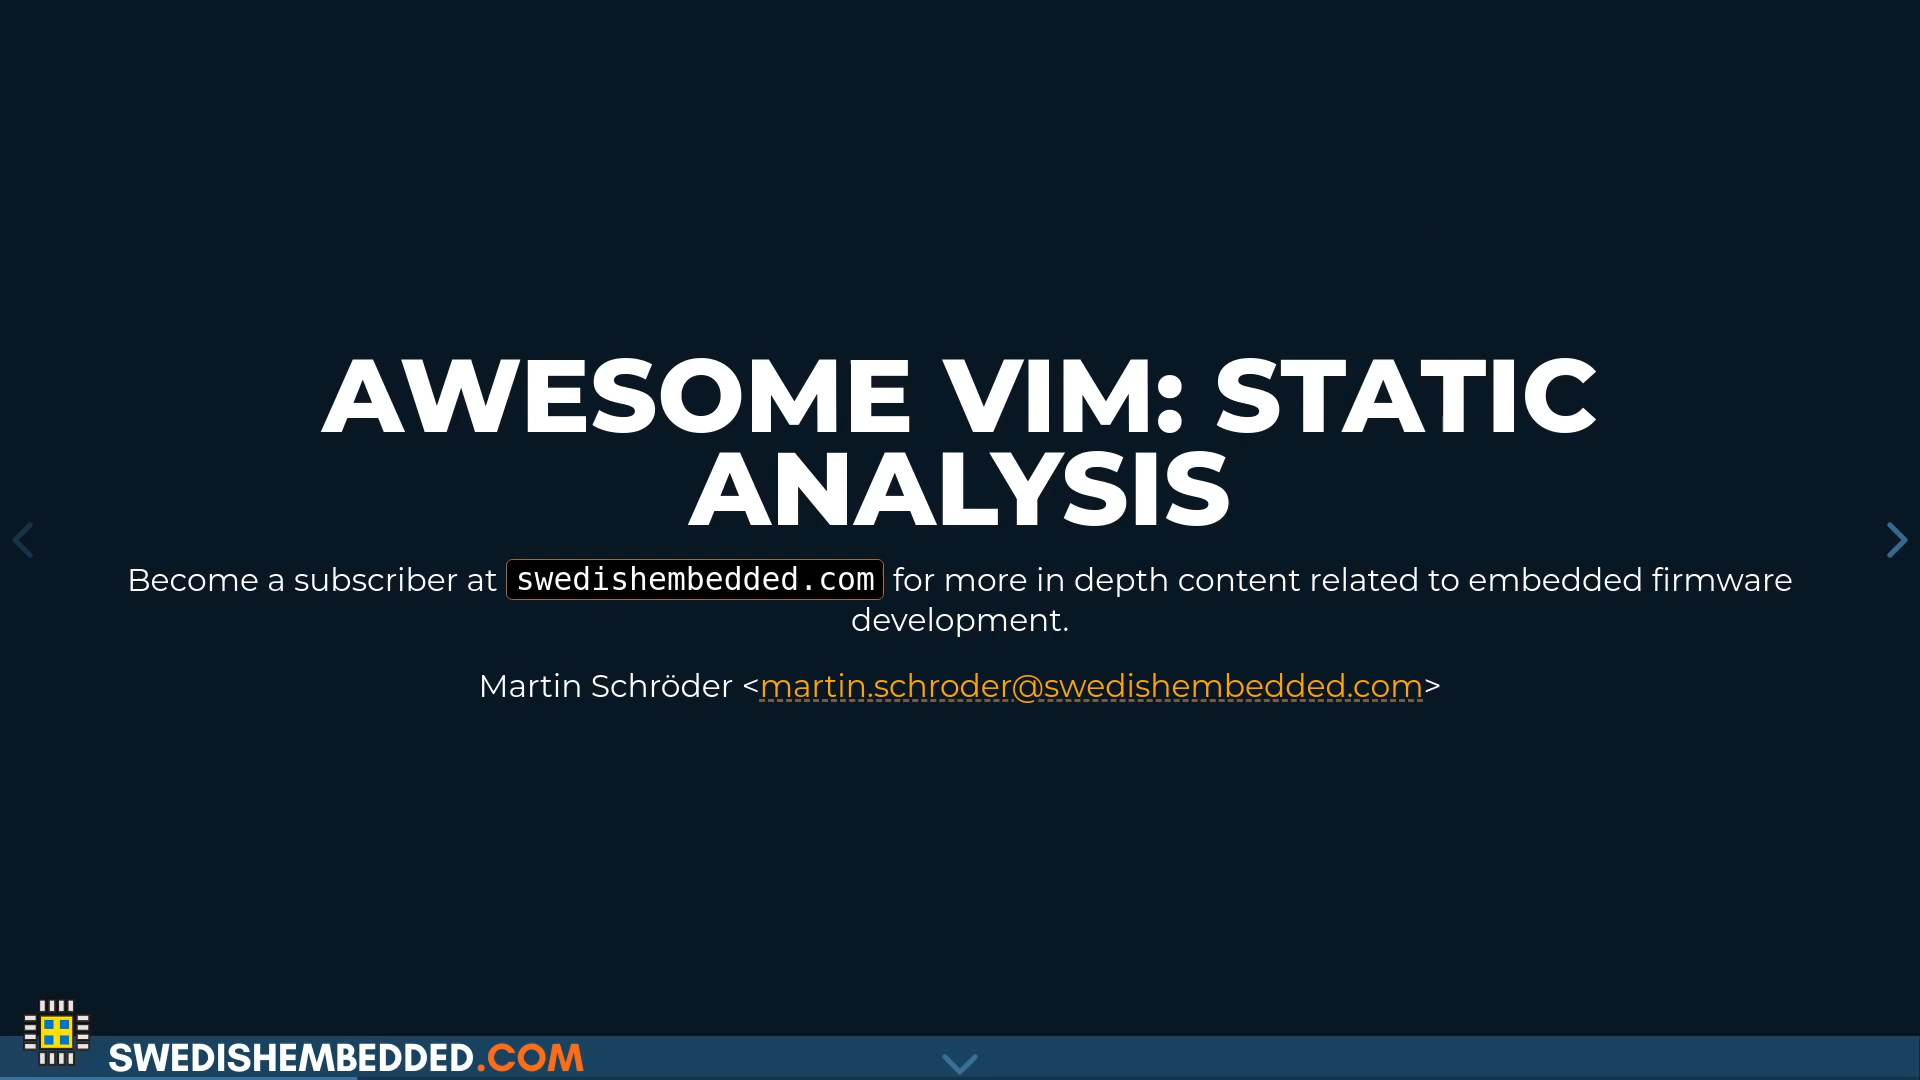 AWESOME VIM: STATIC
ANALYSIS
Become a subscriber at swedishembedded.com for more in depth content related to embedded firmware
development.
Martin Schröder <martin.schroder@swedishembedded.com>
SWEDISHEMBEDDED.COM